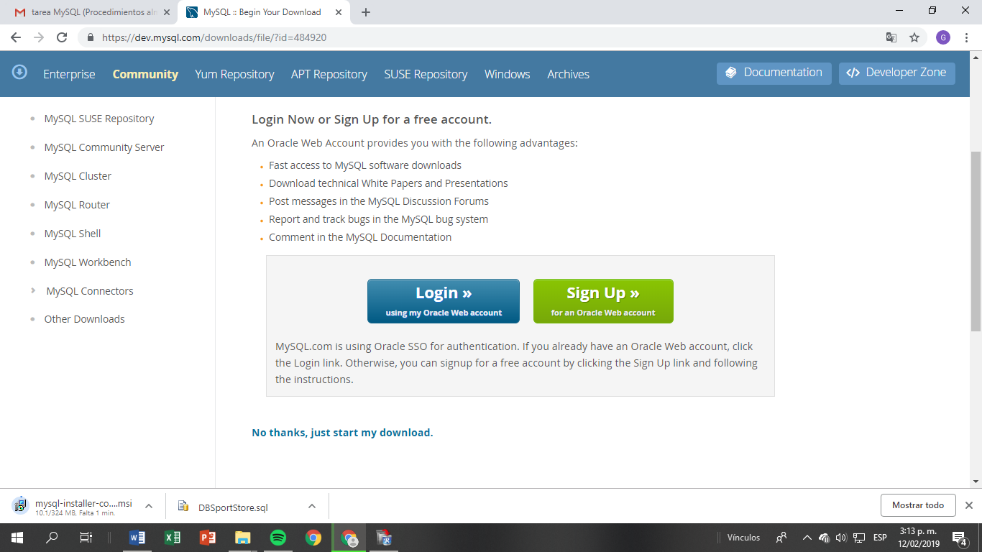 tarea MySQL (Procedimientos alm
MySQL :: Begin Your Download
https://dev.mysql.com/downloads/file/?id=484920
G
Enterprise Community Yum Repository APT Repository SUSE Repository Windows Archives Documentation </> Developer Zone
MySQL SUSE Repository
MySQL Community Server
MySQL Cluster
MySQL Router
MySQL Shell
MySQL Workbench
MySQL Connectors
Other Downloads
Login Now or Sign Up for a free account.
An Oracle Web Account provides you with the following advantages:
Fast access to MySQL software downloads
Download technical White Papers and Presentations
Post messages in the MySQL Discussion Forums
Report and track bugs in the MySQL bug system
Comment in the MySQL Documentation
Login »
using my Oracle Web account
Sign Up »
for an Oracle Web account
MySQL.com is using Oracle SSO for authentication. If you already have an Oracle Web account, click
the Login link. Otherwise, you can signup for a free account by clicking the Sign Up link and following
the instructions.
No thanks, just start my download.
mysql-installer-co....msi
10.1/324 MB. Falta 1 min.
DBSportStore.sql
Mostrar todo
Vínculos
ESP
3:13 p. m.
12/02/2019
4